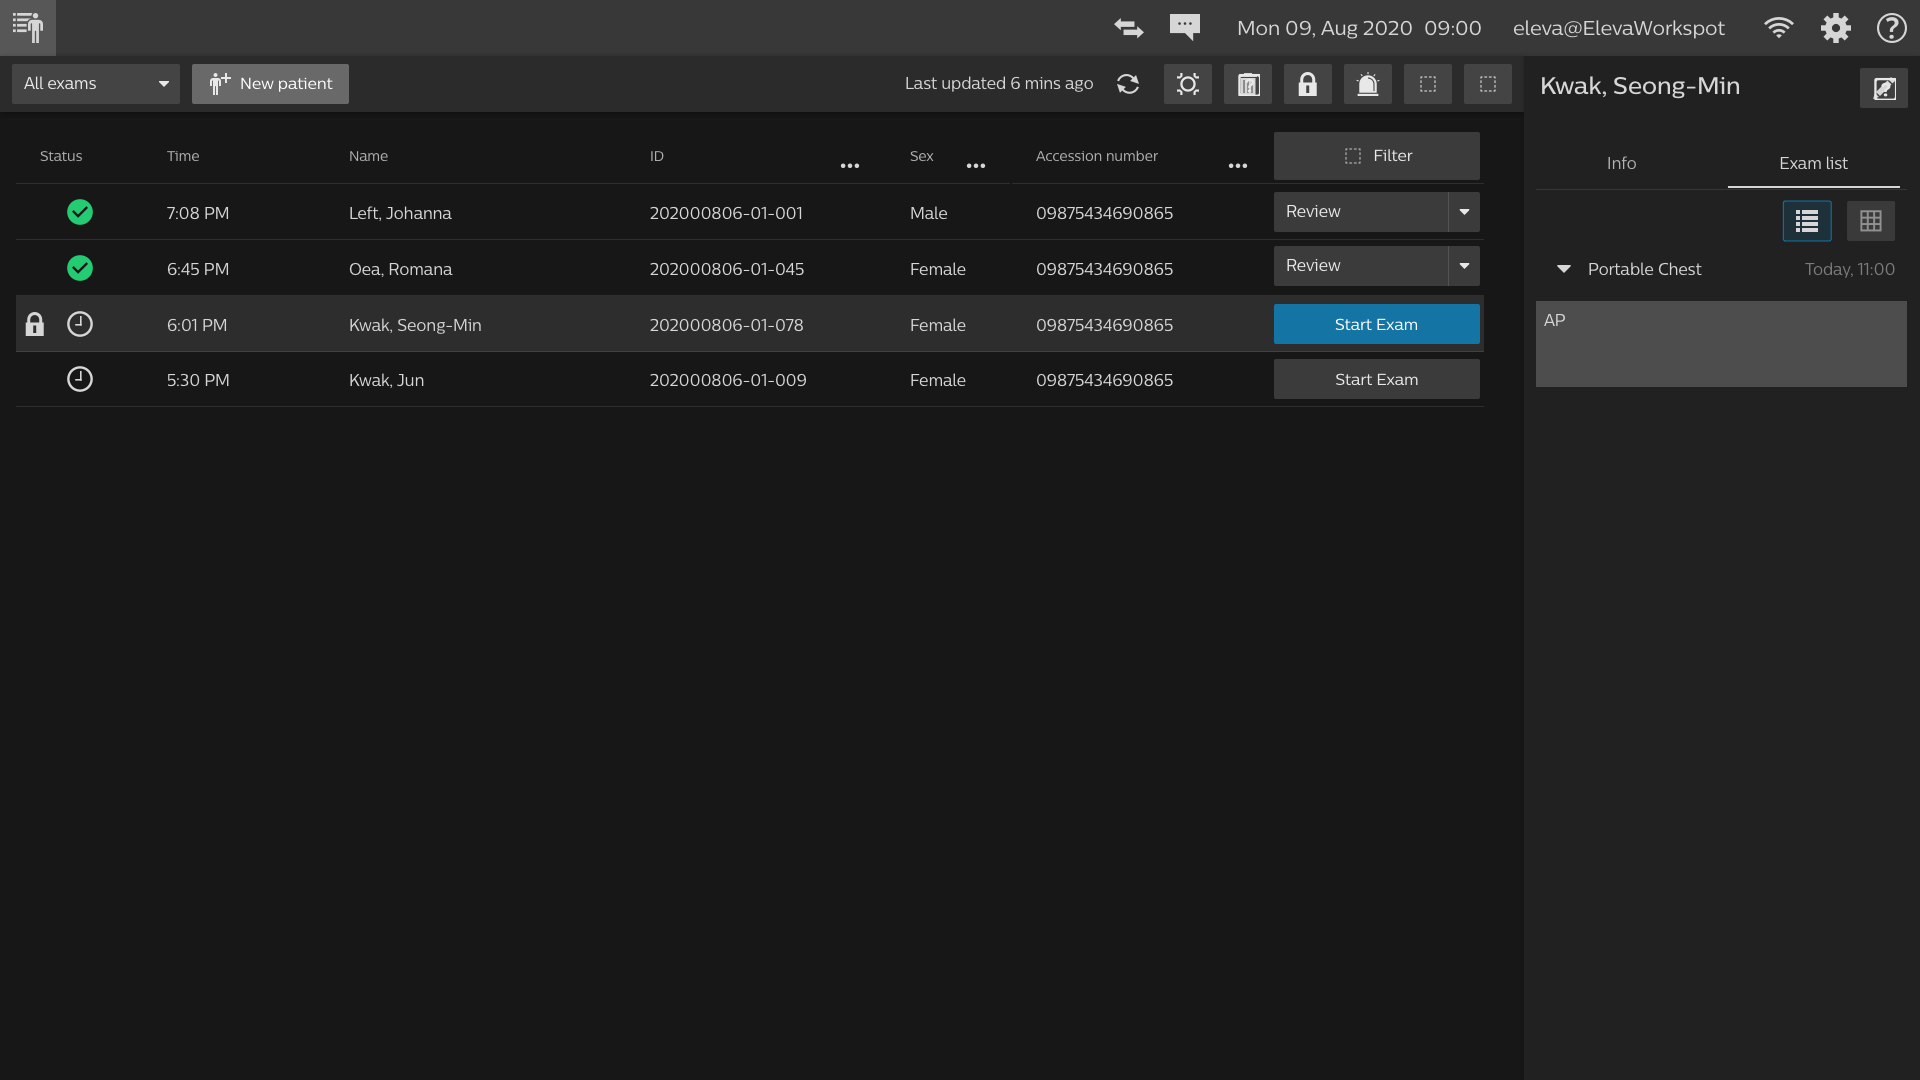 Mon 09, Aug 2020 09:00 eleva@ElevaWorkspot
All exams New patient Last updated 6 mins ago
Kwak, Seong-Min
Status Time Name ID ... Sex ... Accession number ... Filter
Info Exam list
7:08 PM Left, Johanna 202000806-01-001 Male 09875434690865 Review
6:45 PM Oea, Romana 202000806-01-045 Female 09875434690865 Review
Portable Chest Today, 11:00
6:01 PM Kwak, Seong-Min 202000806-01-078 Female 09875434690865 Start Exam
AP
5:30 PM Kwak, Jun 202000806-01-009 Female 09875434690865 Start Exam